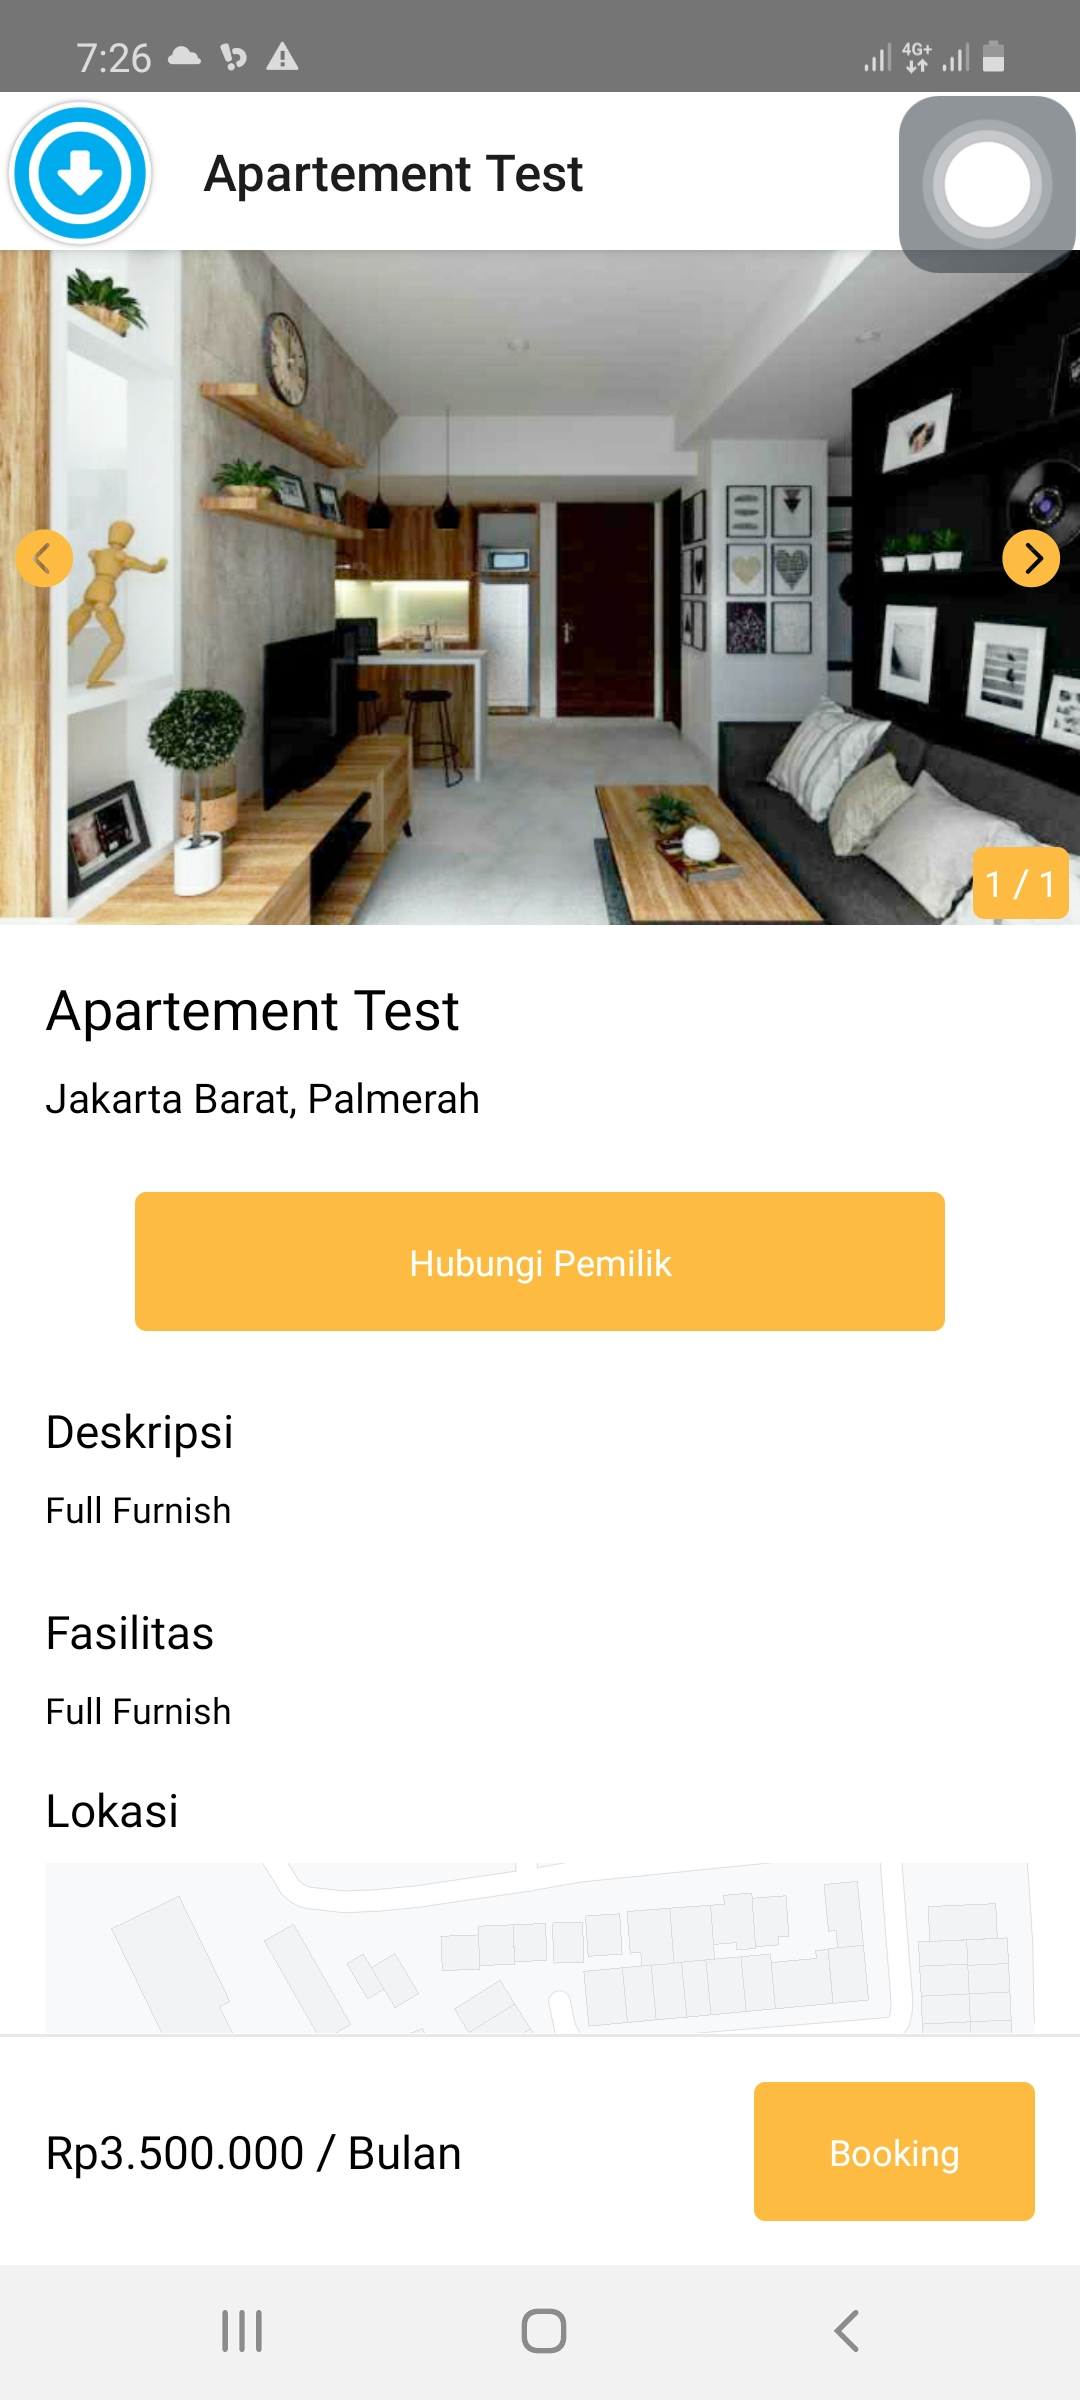 7:26
4G+
Apartement Test
1 / 1
Apartement Test
Jakarta Barat, Palmerah
Hubungi Pemilik
Deskripsi
Full Furnish
Fasilitas
Full Furnish
Lokasi
Rp3.500.000 / Bulan
Booking